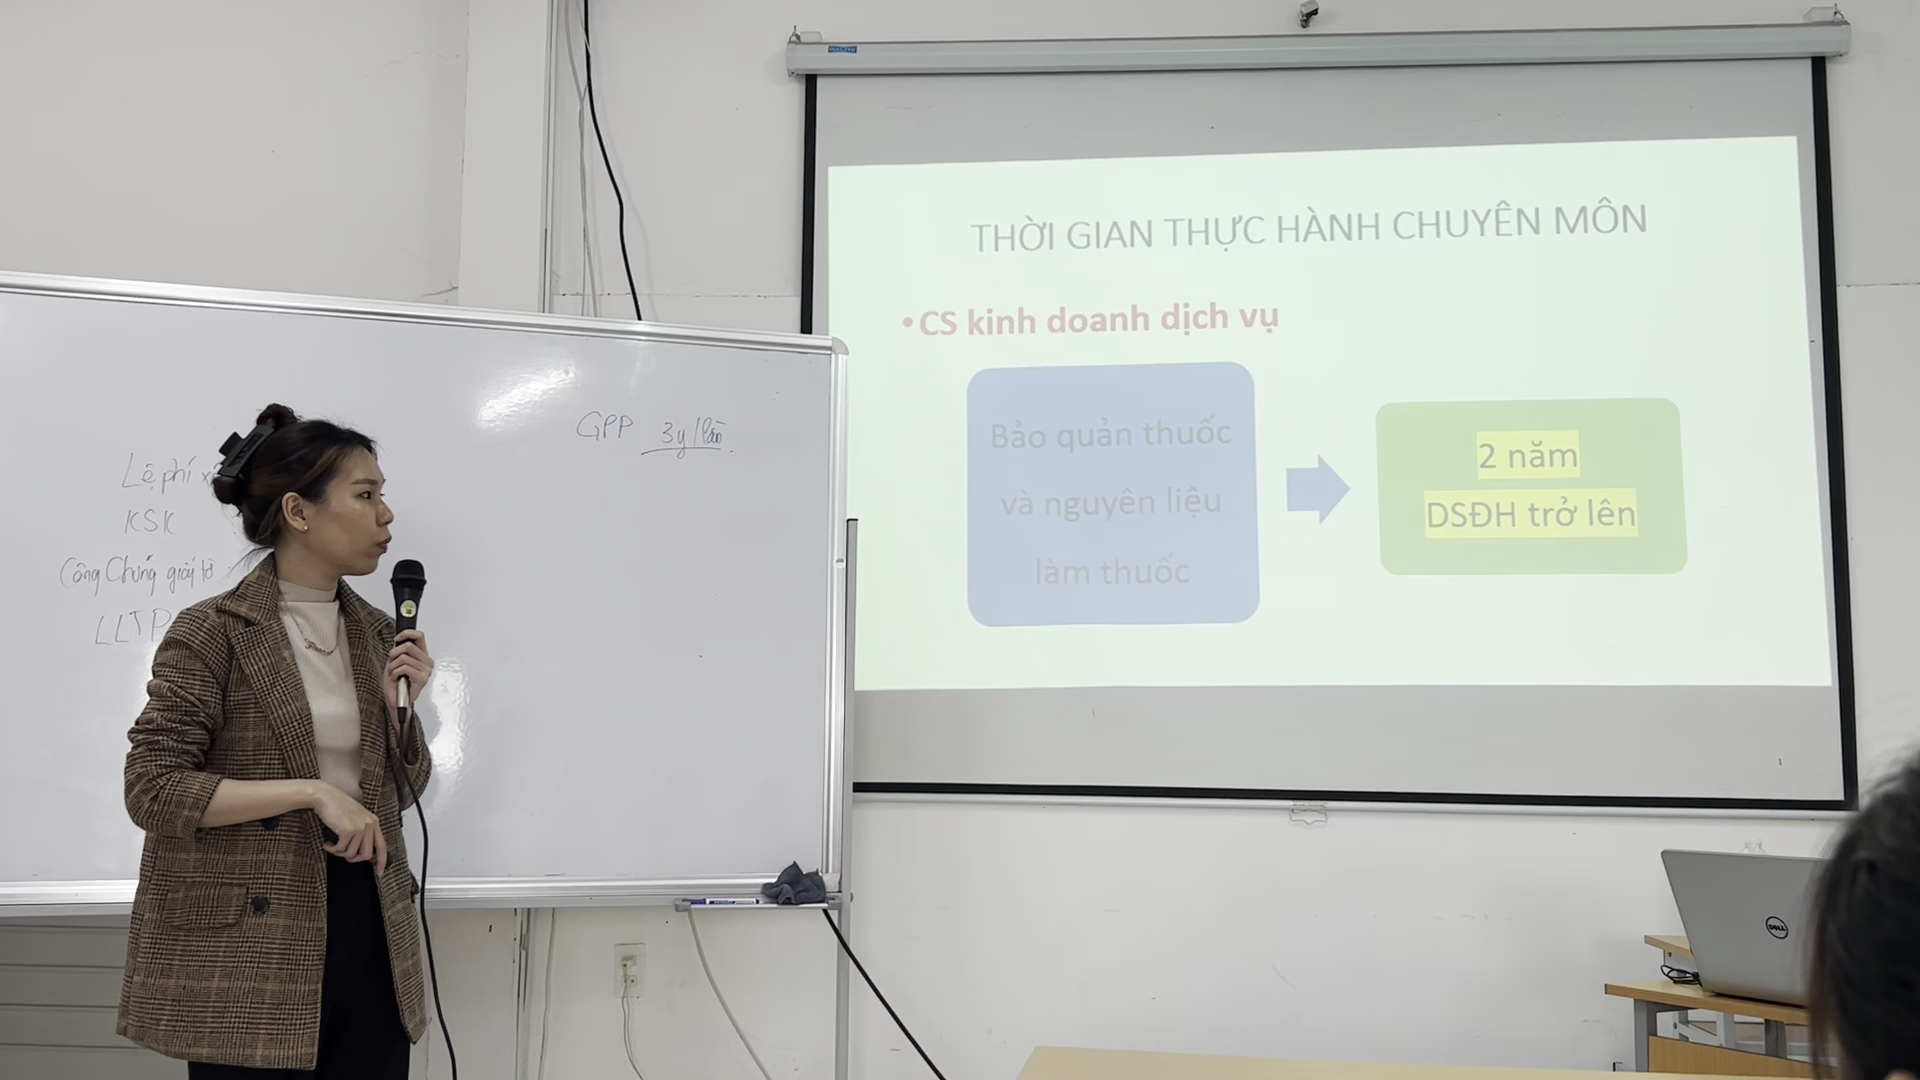 THỜI GIAN THỰC HÀNH CHUYÊN MÔN
• CS kinh doanh dịch vụ
Bảo quản thuốc
và nguyên liệu
làm thuốc
2 năm
DSĐH trở lên
GPP 3y/lần
Lệ phí
KSK
Công Chứng giấy tờ
LLTP
DELL